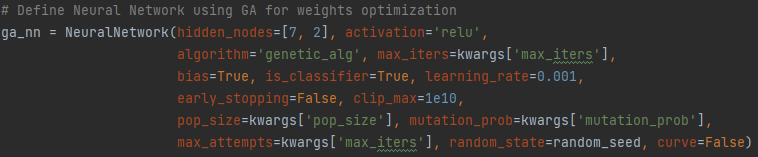 # Define Neural Network using GA for weights optimization
ga_nn = NeuralNetwork(hidden_nodes=[7, 2], activation='relu',
algorithm='genetic_alg', max_iters=kwargs['max_iters'],
bias=True, is_classifier=True, learning_rate=0.001,
early_stopping=False, clip_max=1e10,
pop_size=kwargs['pop_size'], mutation_prob=kwargs['mutation_prob'],
max_attempts=kwargs['max_iters'], random_state=random_seed, curve=False)